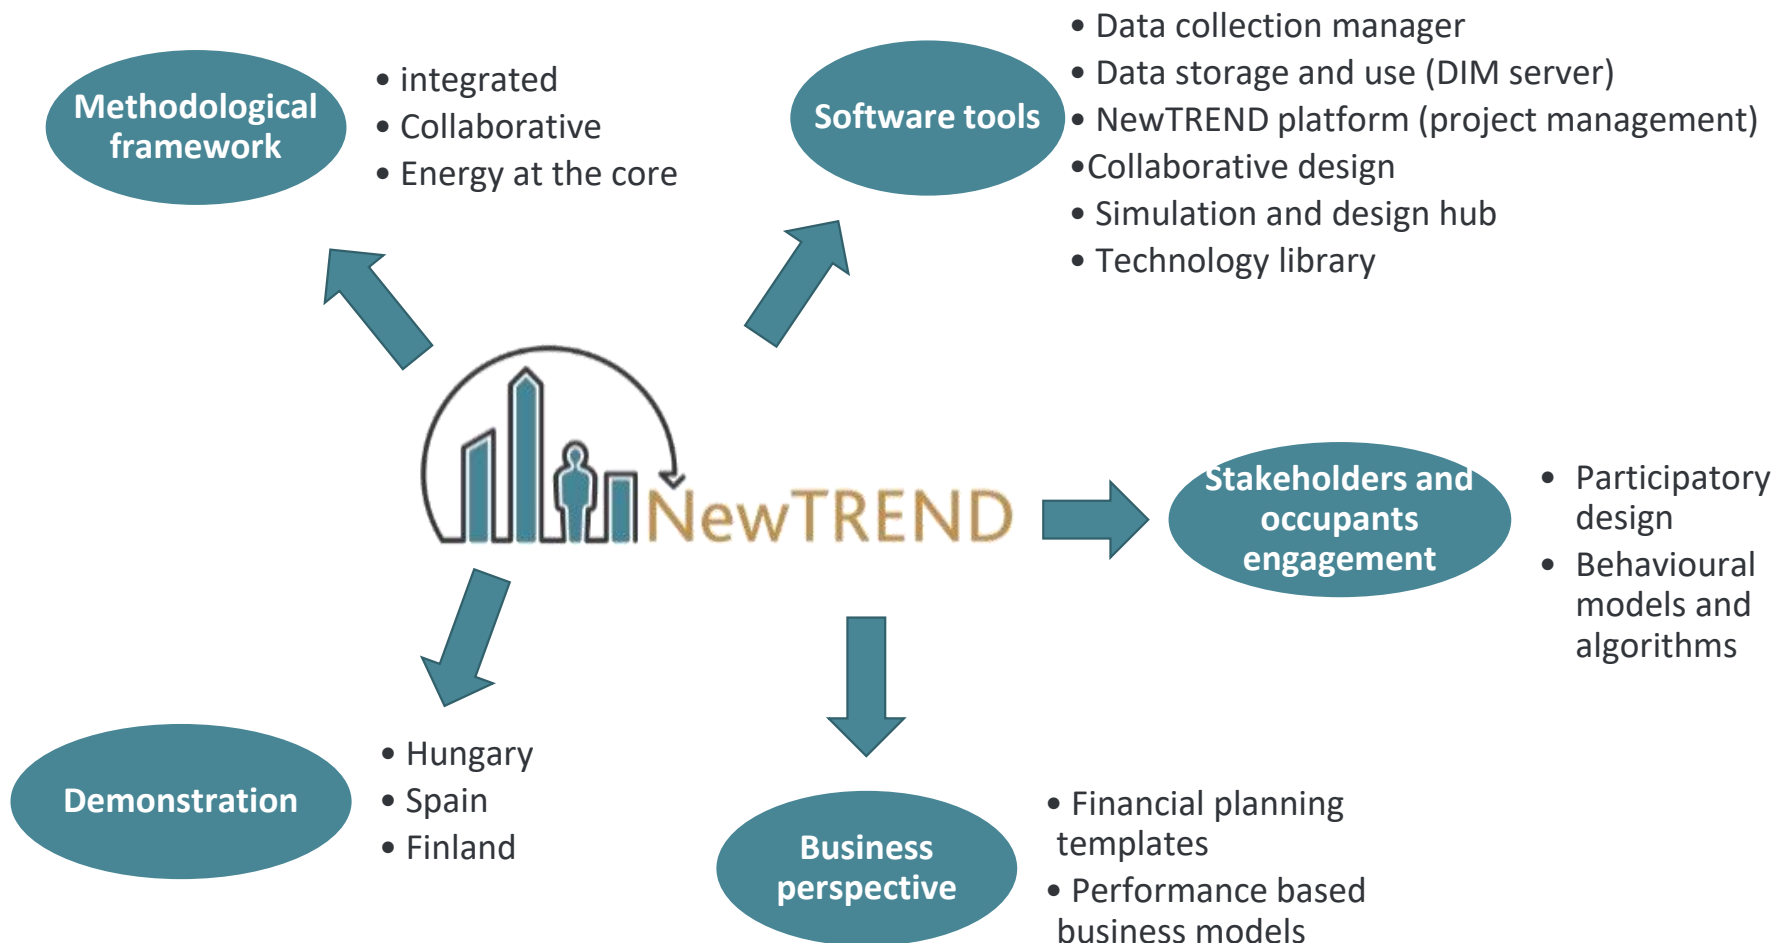 Methodological
framework
• integrated
• Collaborative
• Energy at the core
Software tools
• Data collection manager
• Data storage and use (DIM server)
• NewTREND platform (project management)
•Collaborative design
• Simulation and design hub
• Technology library
NewTREND
Stakeholders and
occupants
engagement
• Participatory
design
• Behavioural
models and
algorithms
Demonstration
• Hungary
• Spain
• Finland
Business
perspective
• Financial planning
templates
• Performance based
business models